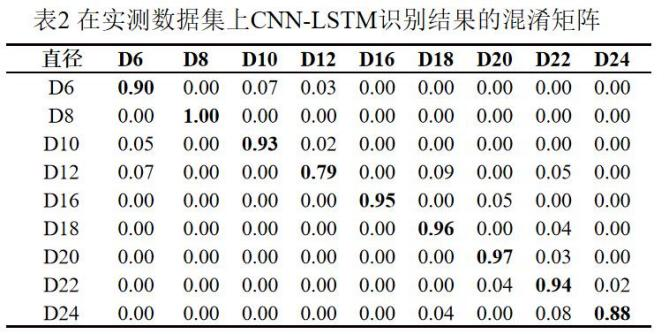 表2 在实测数据集上CNN-LSTM识别结果的混淆矩阵
直径 D6 D8 D10 D12 D16 D18 D20 D22 D24
D6 0.90 0.00 0.07 0.03 0.00 0.00 0.00 0.00 0.00
D8 0.00 1.00 0.00 0.00 0.00 0.00 0.00 0.00 0.00
D10 0.05 0.00 0.93 0.02 0.00 0.00 0.00 0.00 0.00
D12 0.07 0.00 0.00 0.79 0.00 0.09 0.00 0.05 0.00
D16 0.00 0.00 0.00 0.00 0.95 0.00 0.05 0.00 0.00
D18 0.00 0.00 0.00 0.00 0.00 0.96 0.00 0.04 0.00
D20 0.00 0.00 0.00 0.00 0.00 0.00 0.97 0.03 0.00
D22 0.00 0.00 0.00 0.00 0.00 0.00 0.04 0.94 0.02
D24 0.00 0.00 0.00 0.00 0.00 0.04 0.00 0.08 0.88